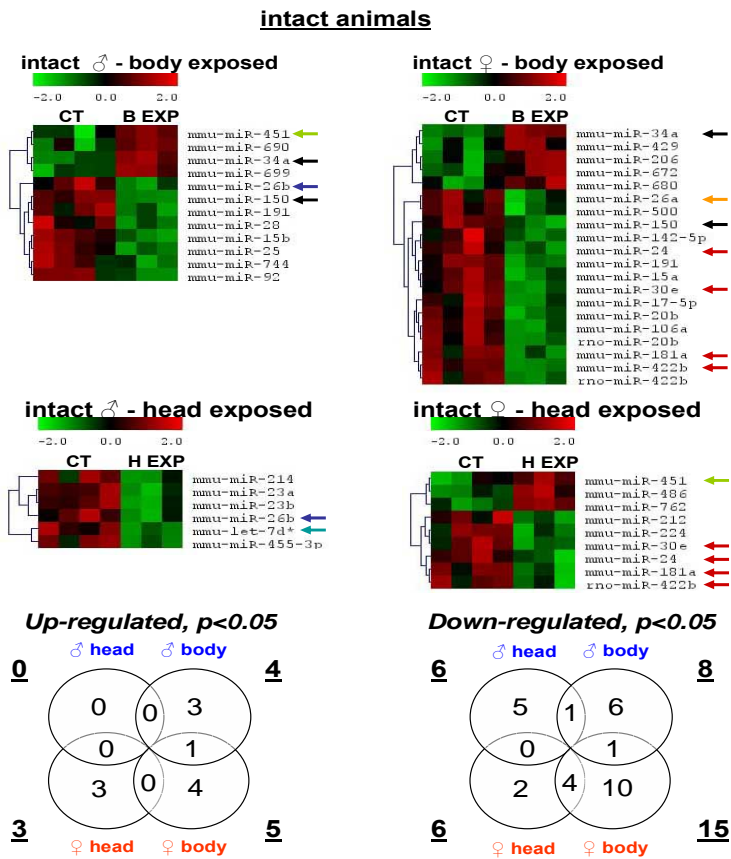 intact animals
intact ♂ - body exposed
-2.0 0.0 2.0
CT B EXP
mmu-miR-451
mmu-miR-690
mmu-miR-34a
mmu-miR-699
mmu-miR-26b
mmu-miR-150
mmu-miR-191
mmu-miR-28
mmu-miR-15b
mmu-miR-25
mmu-miR-744
mmu-miR-92
intact ♀ - body exposed
-2.0 0.0 2.0
CT B EXP
mmu-miR-34a
mmu-miR-429
mmu-miR-206
mmu-miR-672
mmu-miR-680
mmu-miR-26a
mmu-miR-500
mmu-miR-150
mmu-miR-142-5p
mmu-miR-24
mmu-miR-191
mmu-miR-15a
mmu-miR-30e
mmu-miR-17-5p
mmu-miR-20b
mmu-miR-106a
rno-miR-20b
mmu-miR-181a
mmu-miR-422b
rno-miR-422b
intact ♂ - head exposed
-2.0 0.0 2.0
CT H EXP
mmu-miR-214
mmu-miR-23a
mmu-miR-23b
mmu-miR-26b
mmu-let-7d*
mmu-miR-455-3p
intact ♀ - head exposed
-2.0 0.0 2.0
CT H EXP
mmu-miR-451
mmu-miR-486
mmu-miR-762
mmu-miR-212
mmu-miR-224
mmu-miR-30e
mmu-miR-24
mmu-miR-181a
rno-miR-422b
Up-regulated, p<0.05
♂ head ♂ body
0 4
0 0 3
0 1
3 0 4
3 5
♀ head ♀ body
Down-regulated, p<0.05
♂ head ♂ body
6 8
5 1 6
0 1
2 4 10
6 15
♀ head ♀ body